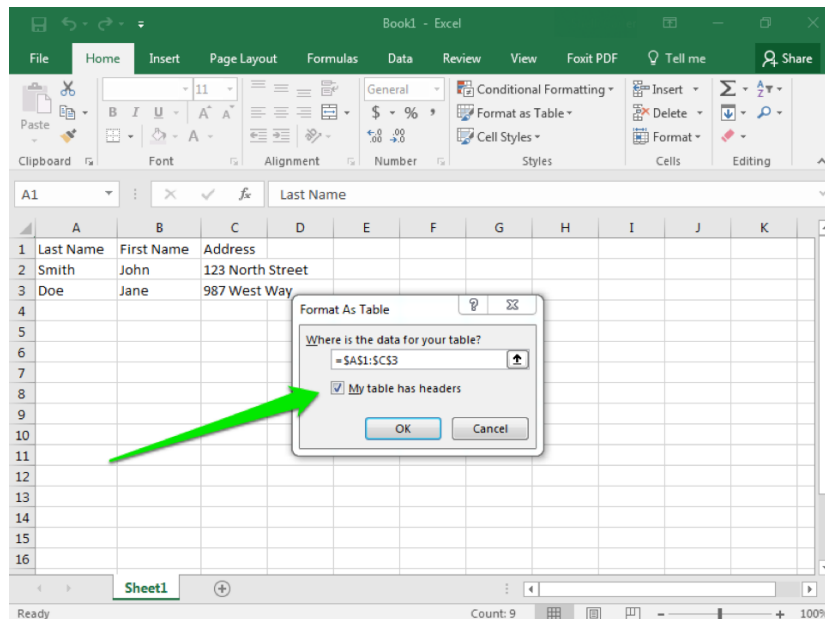 Book1 - Excel
File Home Insert Page Layout Formulas Data Review View Foxit PDF Tell me Share
11 General Conditional Formatting Insert Σ
Paste B I U A A $ % , Format as Table Delete
A Cell Styles Format
Clipboard Font Alignment Number Styles Cells Editing
A1 fx Last Name
A B C D E F G H I J K
1 Last Name First Name Address
2 Smith John 123 North Street
3 Doe Jane 987 West Way
4
5
6
7
8
9
10
11
12
13
14
15
16
Format As Table ?
Where is the data for your table?
=$A$1:$C$3
My table has headers
OK Cancel
Sheet1
Ready Count: 9 100%